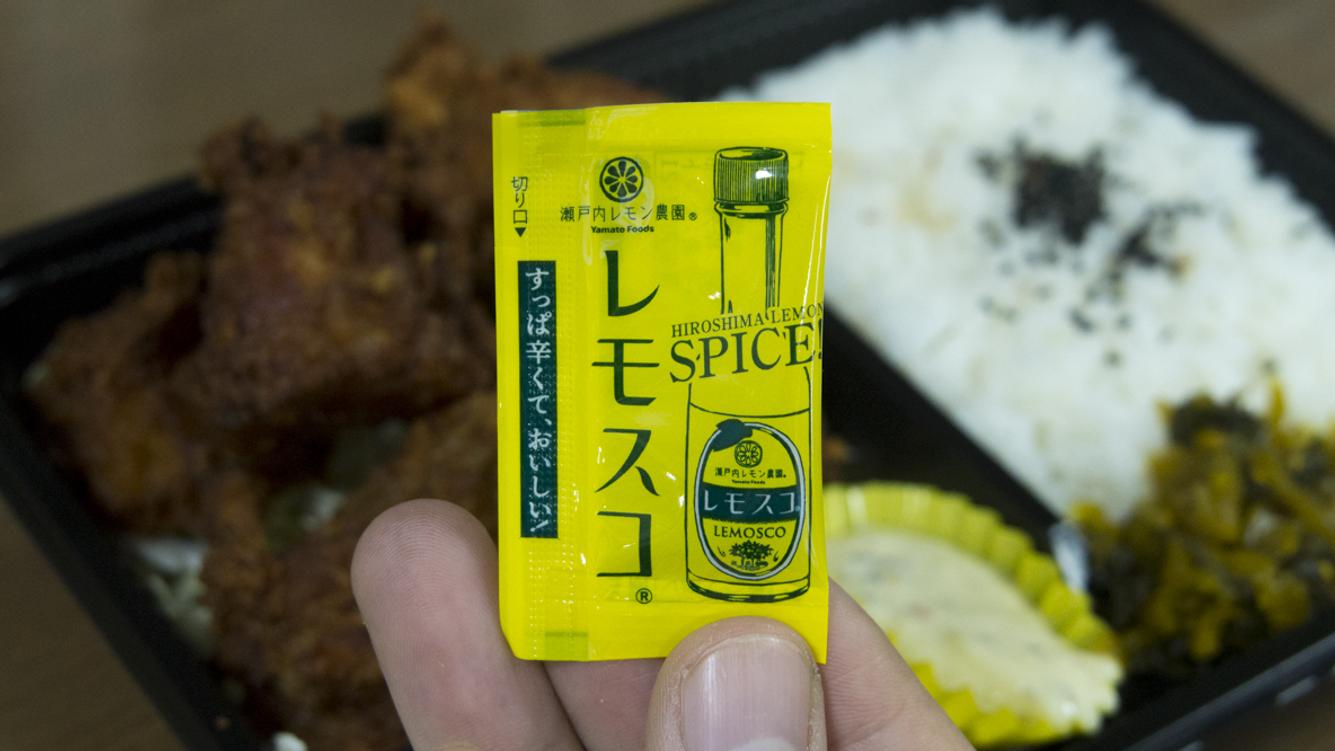 切り口▼
すっぱ辛くて、おいしい!
瀬戸内レモン農園®
Yamato Foods
レモスコ®
HIROSHIMA LEMON
SPICE!
瀬戸内レモン農園®
Yamato Foods
レモスコ®
LEMOSCO